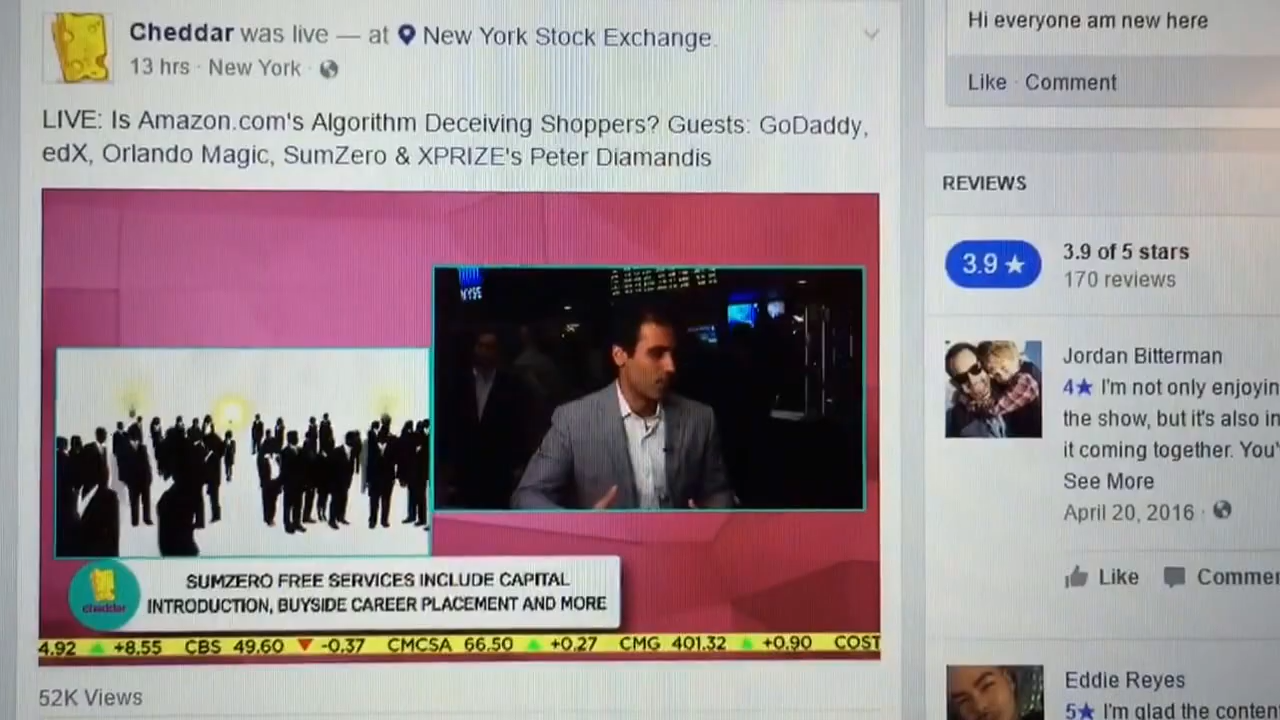 Cheddar was live — at New York Stock Exchange.
13 hrs · New York ·
LIVE: Is Amazon.com's Algorithm Deceiving Shoppers? Guests: GoDaddy,
edX, Orlando Magic, SumZero & XPRIZE's Peter Diamandis
NYSE
cheddar
SUMZERO FREE SERVICES INCLUDE CAPITAL
INTRODUCTION, BUYSIDE CAREER PLACEMENT AND MORE
4.92 +8.55 CBS 49.60 -0.37 CMCSA 66.50 +0.27 CMG 401.32 +0.90 COST
52K Views
Hi everyone am new here
Like · Comment
REVIEWS
3.9 ★
3.9 of 5 stars
170 reviews
Jordan Bitterman
4★ I'm not only enjoyin
the show, but it's also in
it coming together. You'
See More
April 20, 2016 ·
Like Commen
Eddie Reyes
5★ I'm glad the conten